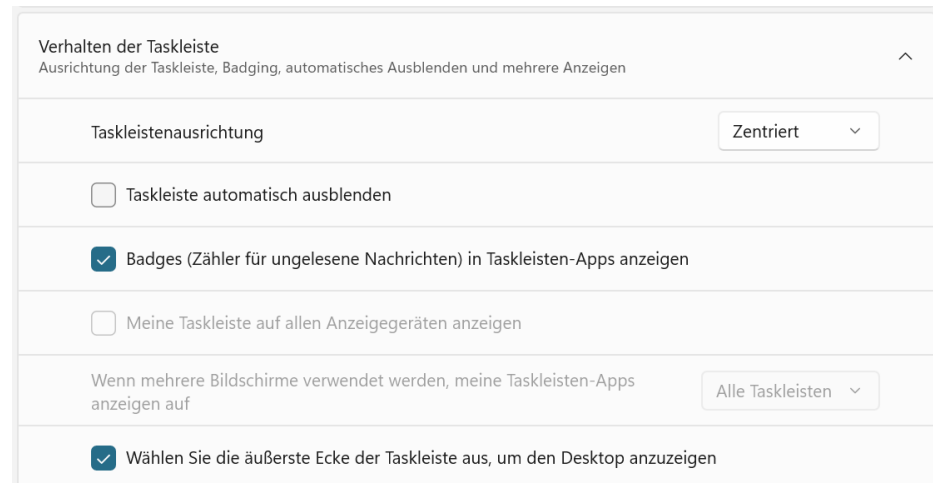 Verhalten der Taskleiste
Ausrichtung der Taskleiste, Badging, automatisches Ausblenden und mehrere Anzeigen
Taskleistenausrichtung
Zentriert
Taskleiste automatisch ausblenden
Badges (Zähler für ungelesene Nachrichten) in Taskleisten-Apps anzeigen
Meine Taskleiste auf allen Anzeigegeräten anzeigen
Wenn mehrere Bildschirme verwendet werden, meine Taskleisten-Apps
anzeigen auf
Alle Taskleisten
Wählen Sie die äußerste Ecke der Taskleiste aus, um den Desktop anzuzeigen